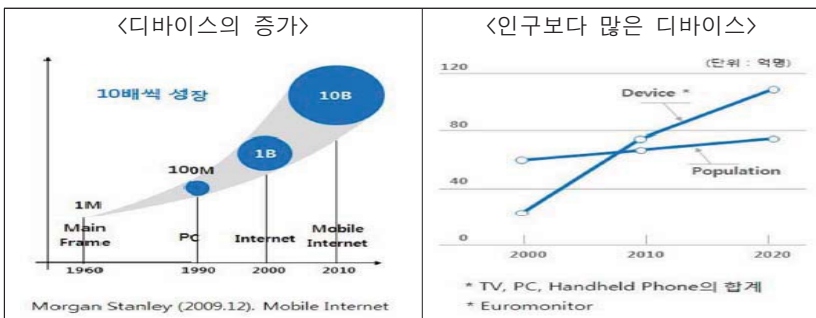 <디바이스의 증가>
10배씩 성장
10B
1B
100M
1M
Main
Frame
PC
Internet
Mobile
Internet
1960
1990
2000
2010
Morgan Stanley (2009.12). Mobile Internet
<인구보다 많은 디바이스>
(단위 : 억명)
120
Device *
80
Population
40
0
2000
2010
2020
* TV, PC, Handheld Phone의 합계
* Euromonitor